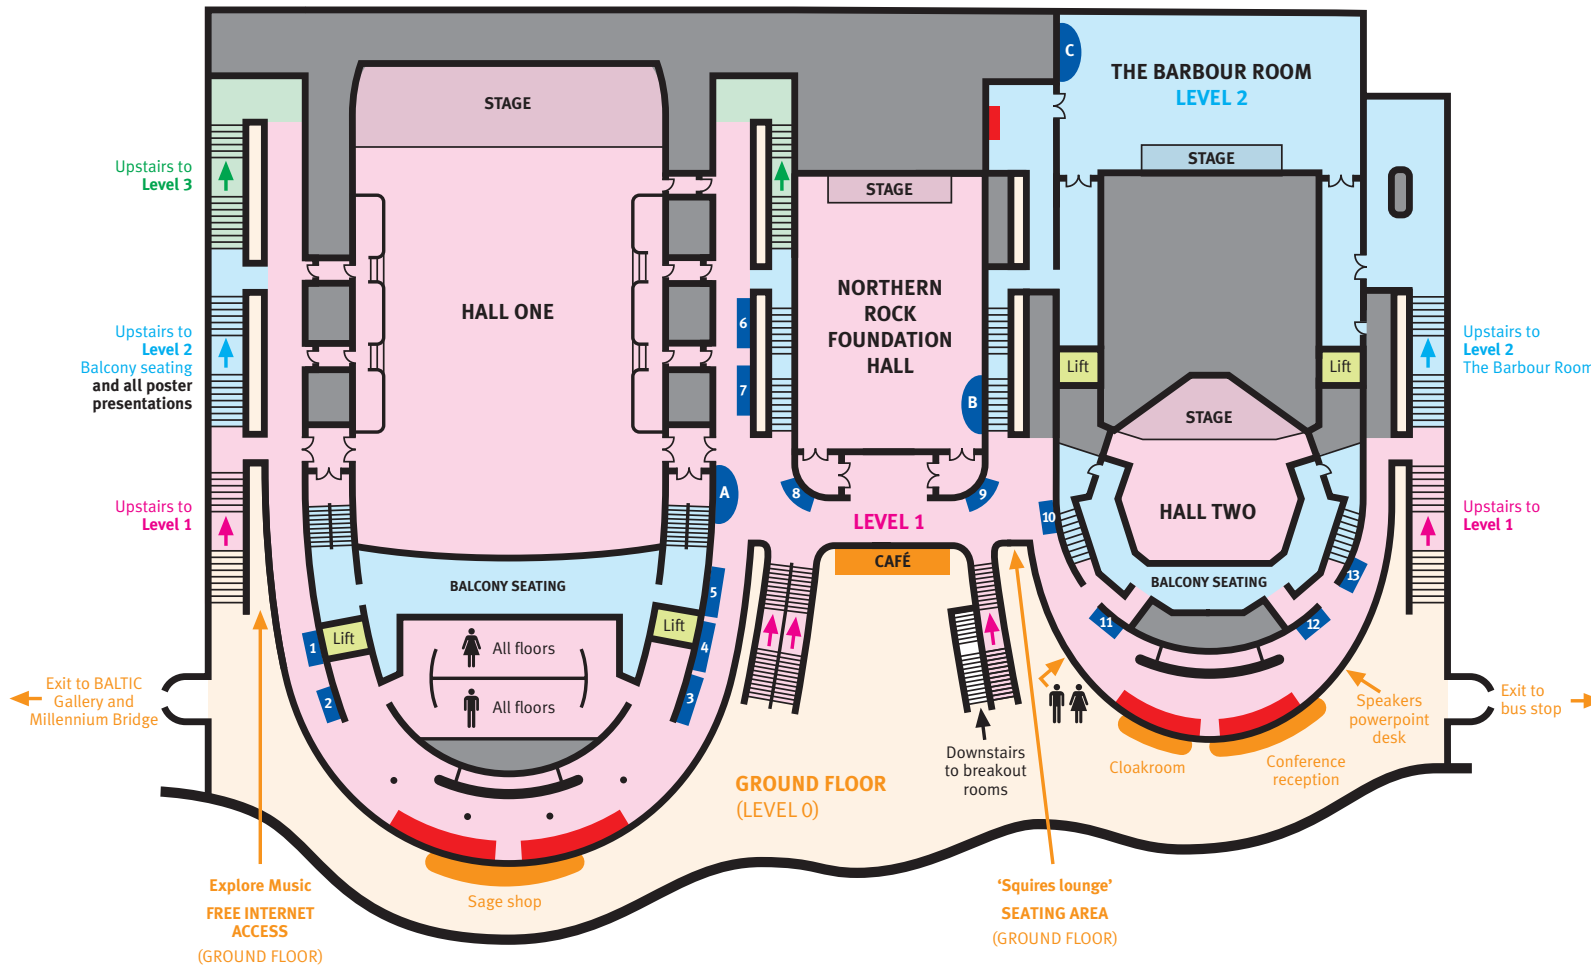 C
THE BARBOUR ROOM
LEVEL 2
STAGE
STAGE
STAGE
Upstairs to
Level 3
HALL ONE
NORTHERN
ROCK
FOUNDATION
HALL
6
7
B
Upstairs to
Level 2
Balcony seating
and all poster
presentations
Lift
Lift
Upstairs to
Level 2
The Barbour Room
STAGE
A
8
9
LEVEL 1
10
HALL TWO
Upstairs to
Level 1
Upstairs to
Level 1
CAFÉ
BALCONY SEATING
BALCONY SEATING
5
13
11
12
1
Lift
Lift
4
All floors
2
All floors
3
Exit to BALTIC
Gallery and
Millennium Bridge
Exit to
bus stop
Speakers
powerpoint
desk
Downstairs
to breakout
rooms
Cloakroom
Conference
reception
GROUND FLOOR
(LEVEL 0)
Explore Music
FREE INTERNET
ACCESS
(GROUND FLOOR)
Sage shop
‘Squires lounge’
SEATING AREA
(GROUND FLOOR)